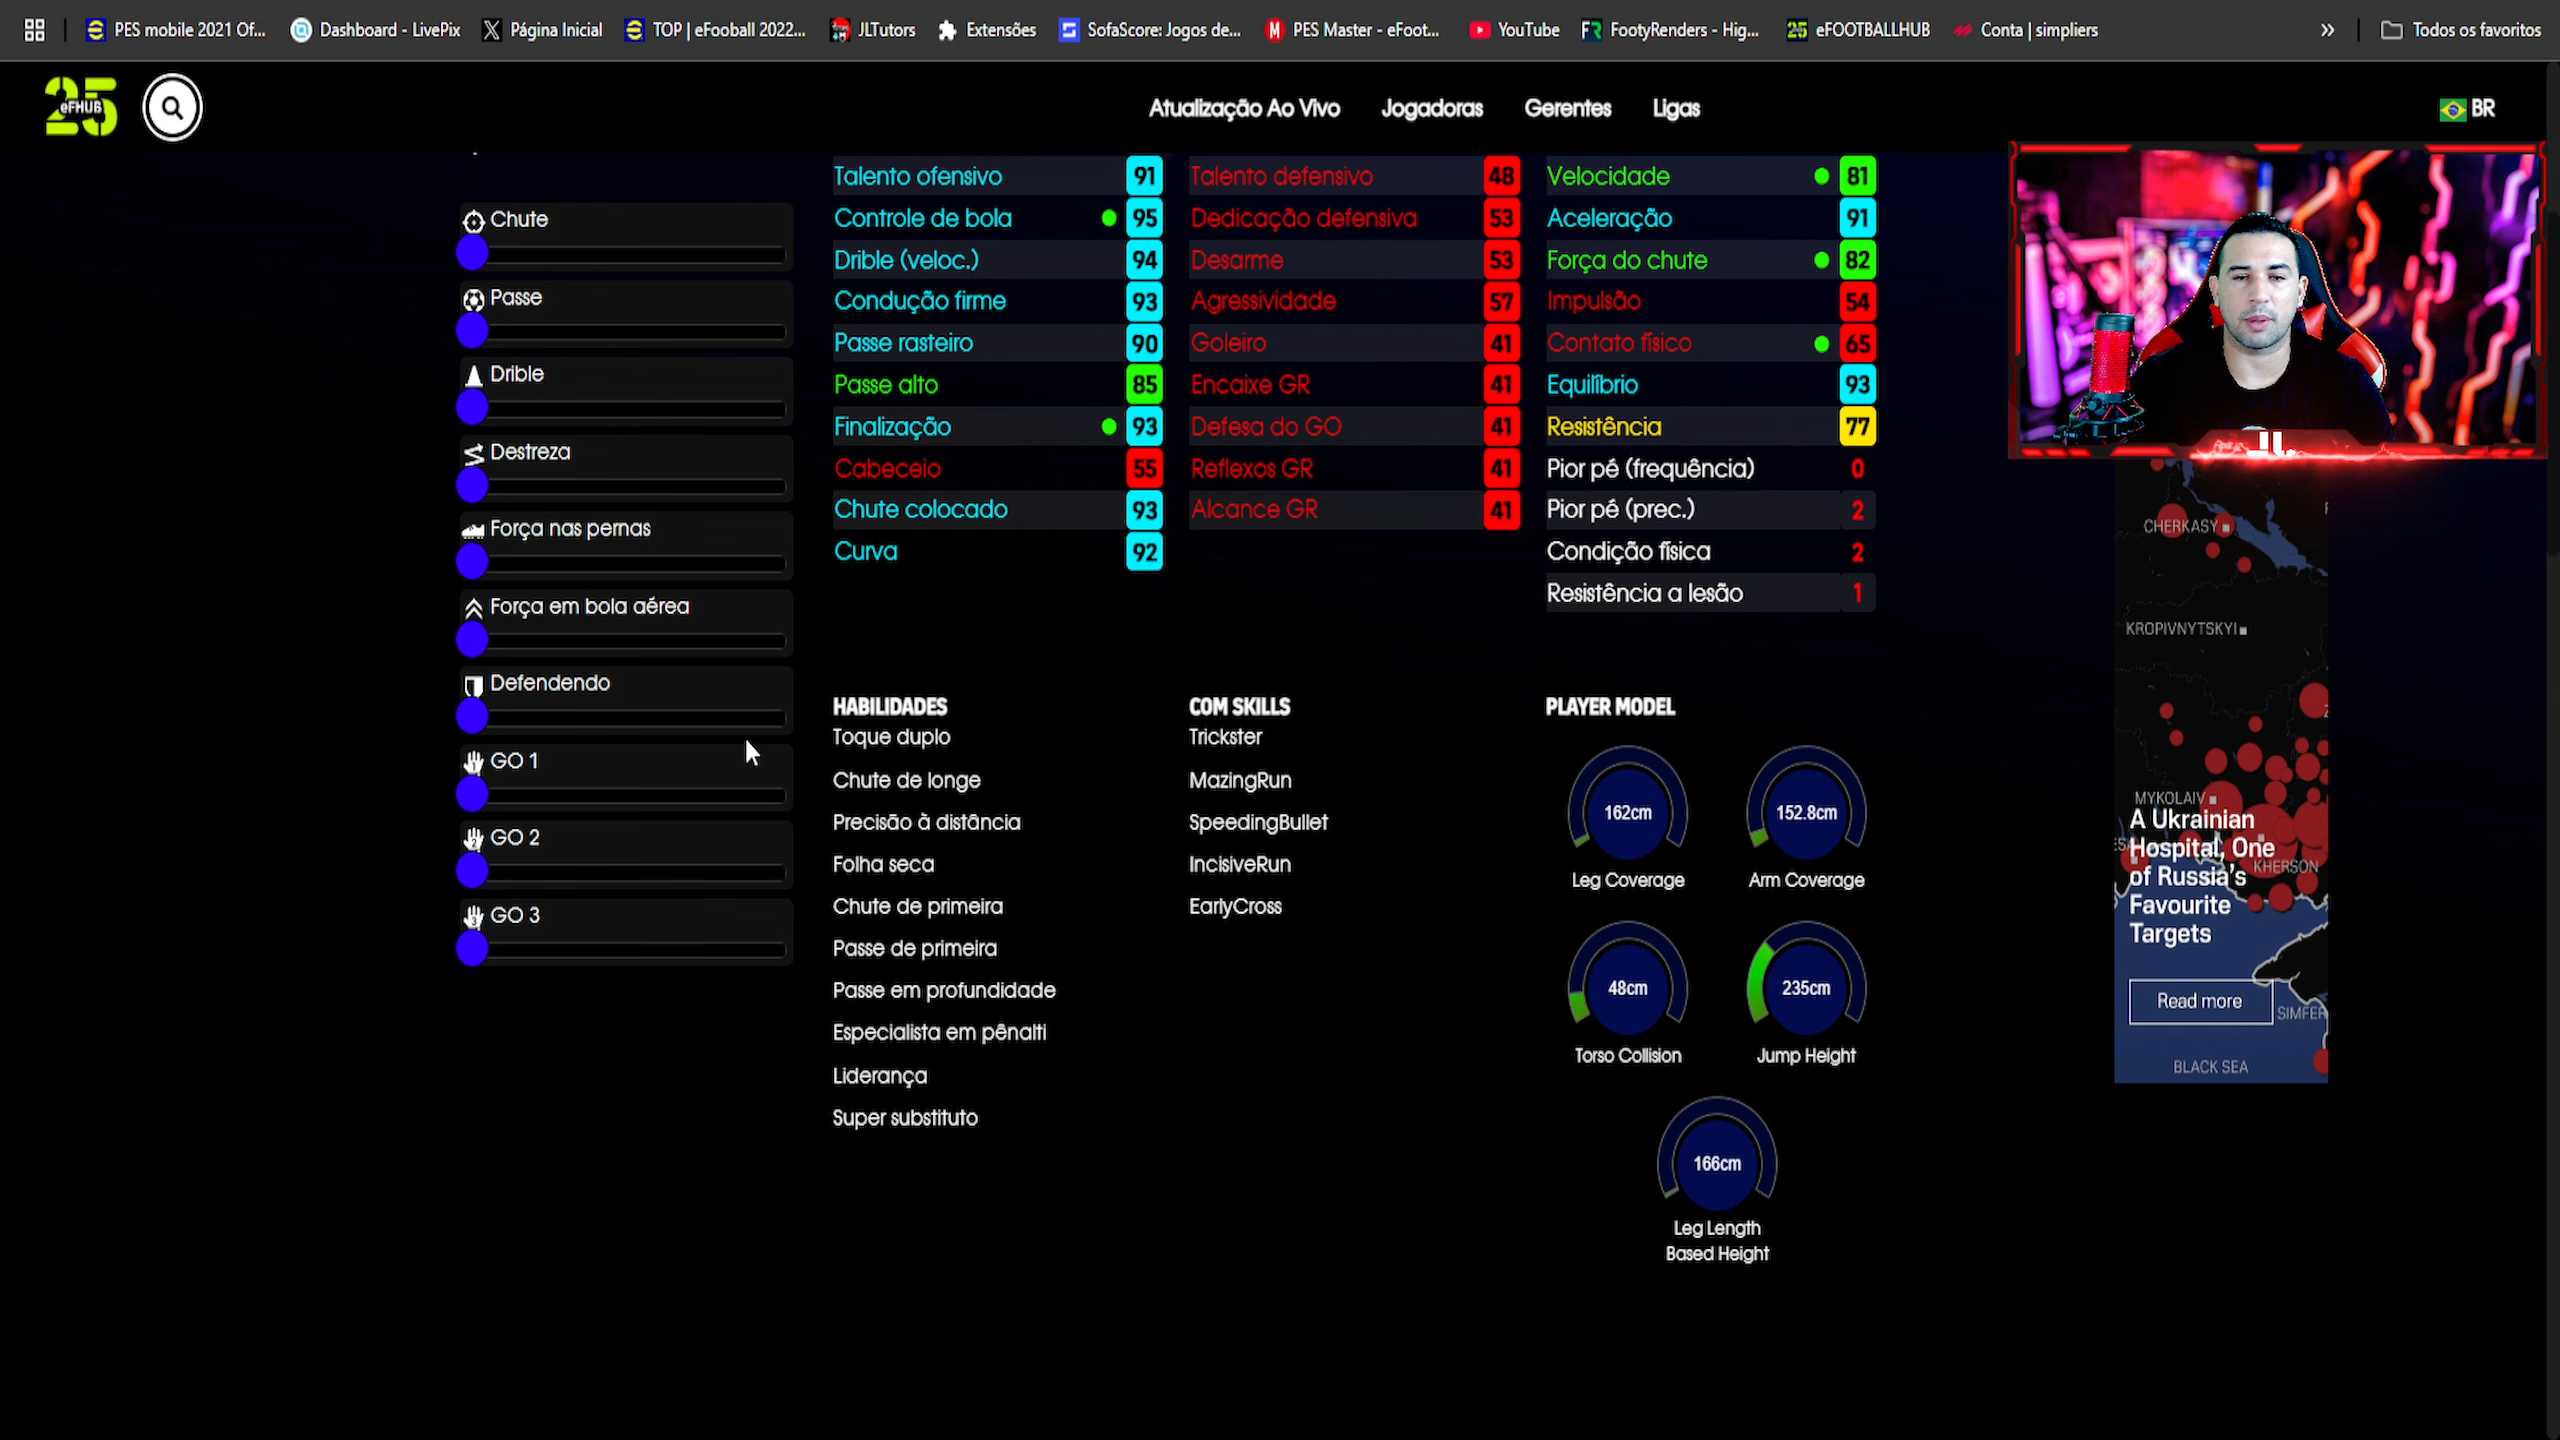 PES mobile 2021 Of... Dashboard - LivePix Página Inicial TOP | eFooball 2022... JLTutors Extensões SofaScore: Jogos de... PES Master - eFoot... YouTube FootyRenders - Hig... eFOOTBALLHUB Conta | simpliers » Todos os favoritos
25 eFHUB Atualização Ao Vivo Jogadoras Gerentes Ligas BR
Chute
Passe
Drible
Destreza
Força nas pernas
Força em bola aérea
Defendendo
GO 1
GO 2
GO 3
Talento ofensivo 91
Controle de bola 95
Drible (veloc.) 94
Condução firme 93
Passe rasteiro 90
Passe alto 85
Finalização 93
Cabeceio 55
Chute colocado 93
Curva 92
Talento defensivo 48
Dedicação defensiva 53
Desarme 53
Agressividade 57
Goleiro 41
Encaixe GR 41
Defesa do GO 41
Reflexos GR 41
Alcance GR 41
Velocidade 81
Aceleração 91
Força do chute 82
Impulsão 54
Contato físico 65
Equilíbrio 93
Resistência 77
Pior pé (frequência) 0
Pior pé (prec.) 2
Condição física 2
Resistência a lesão 1
HABILIDADES
Toque duplo
Chute de longe
Precisão à distância
Folha seca
Chute de primeira
Passe de primeira
Passe em profundidade
Especialista em pênalti
Liderança
Super substituto
COM SKILLS
Trickster
MazingRun
SpeedingBullet
IncisiveRun
EarlyCross
PLAYER MODEL
162cm 152.8cm
Leg Coverage Arm Coverage
48cm 235cm
Torso Collision Jump Height
166cm
Leg Length
Based Height
CHERKASY
KROPIVNYTSKYI
MYKOLAIV
KHERSON
A Ukrainian
Hospital, One
of Russia's
Favourite
Targets
Read more
SIMFER
BLACK SEA